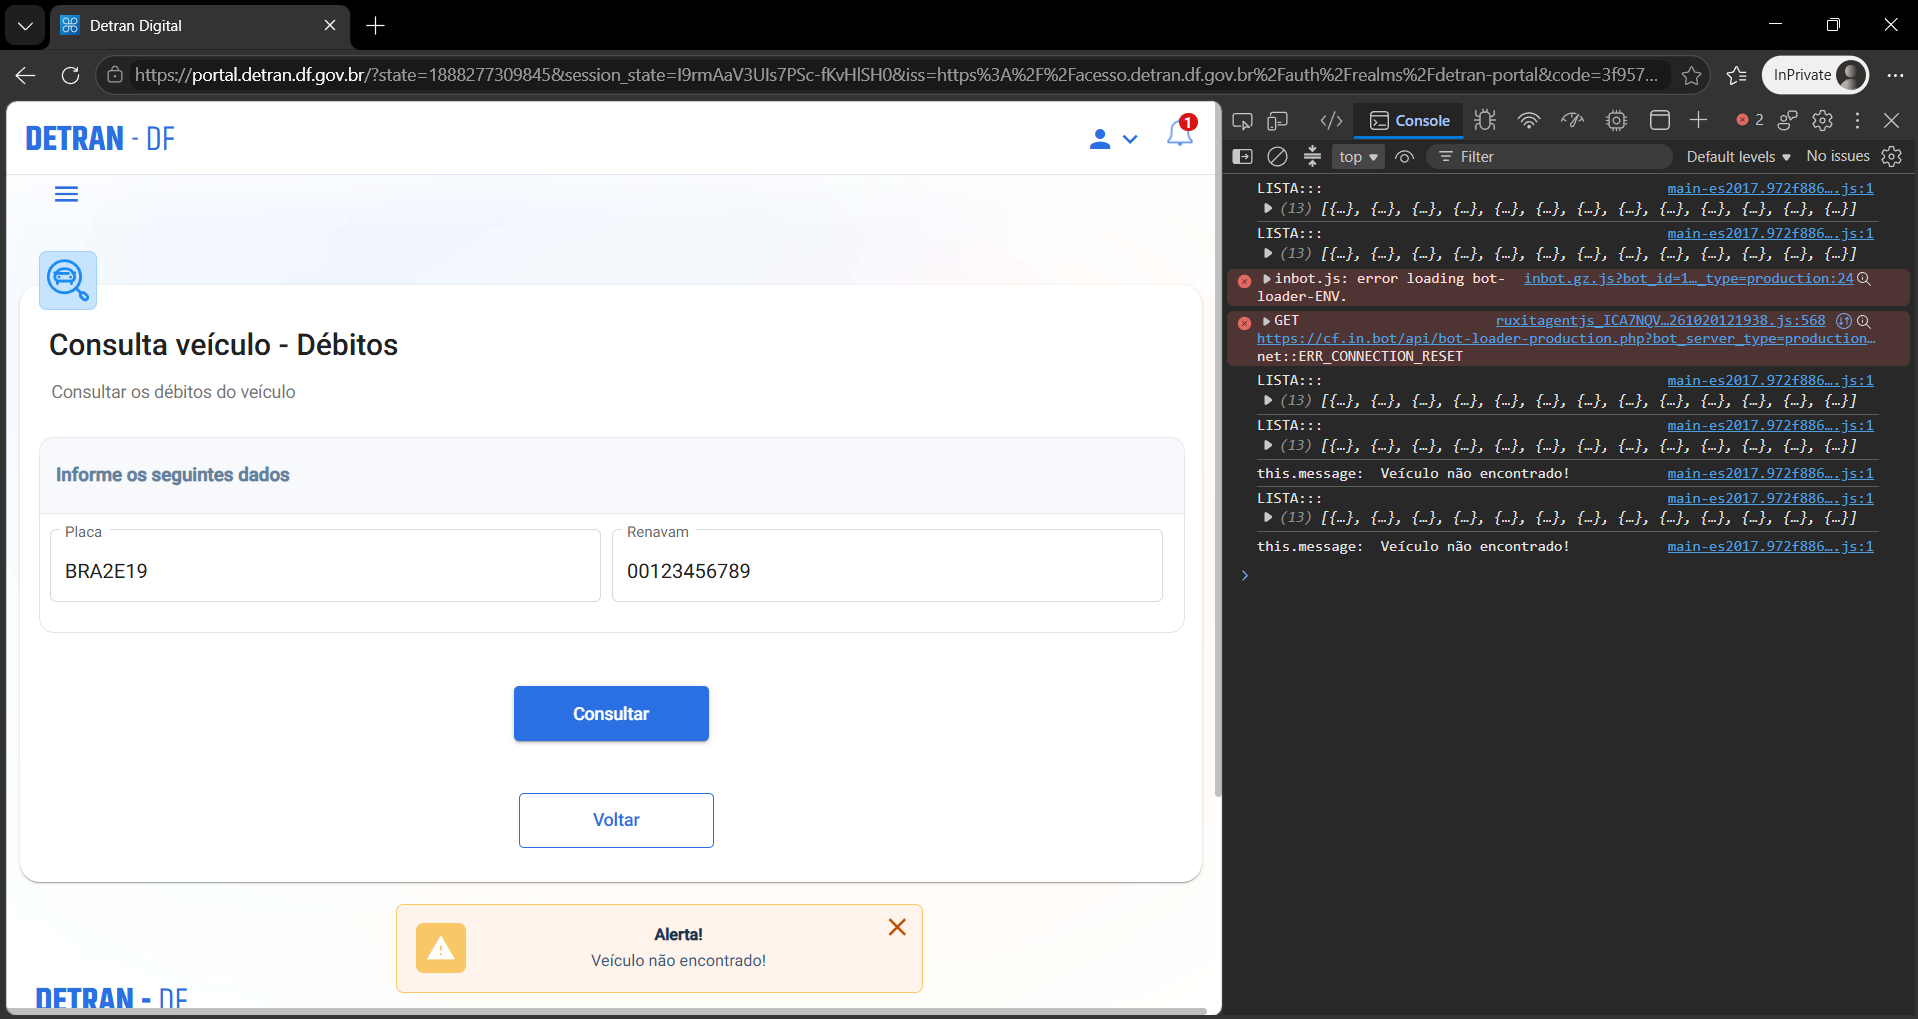 Detran Digital
https://portal.detran.df.gov.br/?state=1888277309845&session_state=I9rmAaV3UIs7PSc-fKvHlSH0&iss=https%3A%2F%2Facesso.detran.df.gov.br%2Fauth%2Frealms%2Fdetran-portal&code=3f957...
InPrivate
DETRAN - DF
1
Consulta veículo - Débitos
Consultar os débitos do veículo
Informe os seguintes dados
Placa
BRA2E19
Renavam
00123456789
Consultar
Voltar
Alerta!
Veículo não encontrado!
DETRAN - DF
Console
2
top
Filter
Default levels
No issues
LISTA::: main-es2017.972f886….js:1
(13) [{…}, {…}, {…}, {…}, {…}, {…}, {…}, {…}, {…}, {…}, {…}, {…}, {…}]
LISTA::: main-es2017.972f886….js:1
(13) [{…}, {…}, {…}, {…}, {…}, {…}, {…}, {…}, {…}, {…}, {…}, {…}, {…}]
inbot.js: error loading bot- inbot.gz.js?bot_id=1…_type=production:24
loader-ENV.
GET ruxitagentjs_ICA7NQV…261020121938.js:568
https://cf.in.bot/api/bot-loader-production.php?bot_server_type=production…
net::ERR_CONNECTION_RESET
LISTA::: main-es2017.972f886….js:1
(13) [{…}, {…}, {…}, {…}, {…}, {…}, {…}, {…}, {…}, {…}, {…}, {…}, {…}]
LISTA::: main-es2017.972f886….js:1
(13) [{…}, {…}, {…}, {…}, {…}, {…}, {…}, {…}, {…}, {…}, {…}, {…}, {…}]
this.message: Veículo não encontrado! main-es2017.972f886….js:1
LISTA::: main-es2017.972f886….js:1
(13) [{…}, {…}, {…}, {…}, {…}, {…}, {…}, {…}, {…}, {…}, {…}, {…}, {…}]
this.message: Veículo não encontrado! main-es2017.972f886….js:1